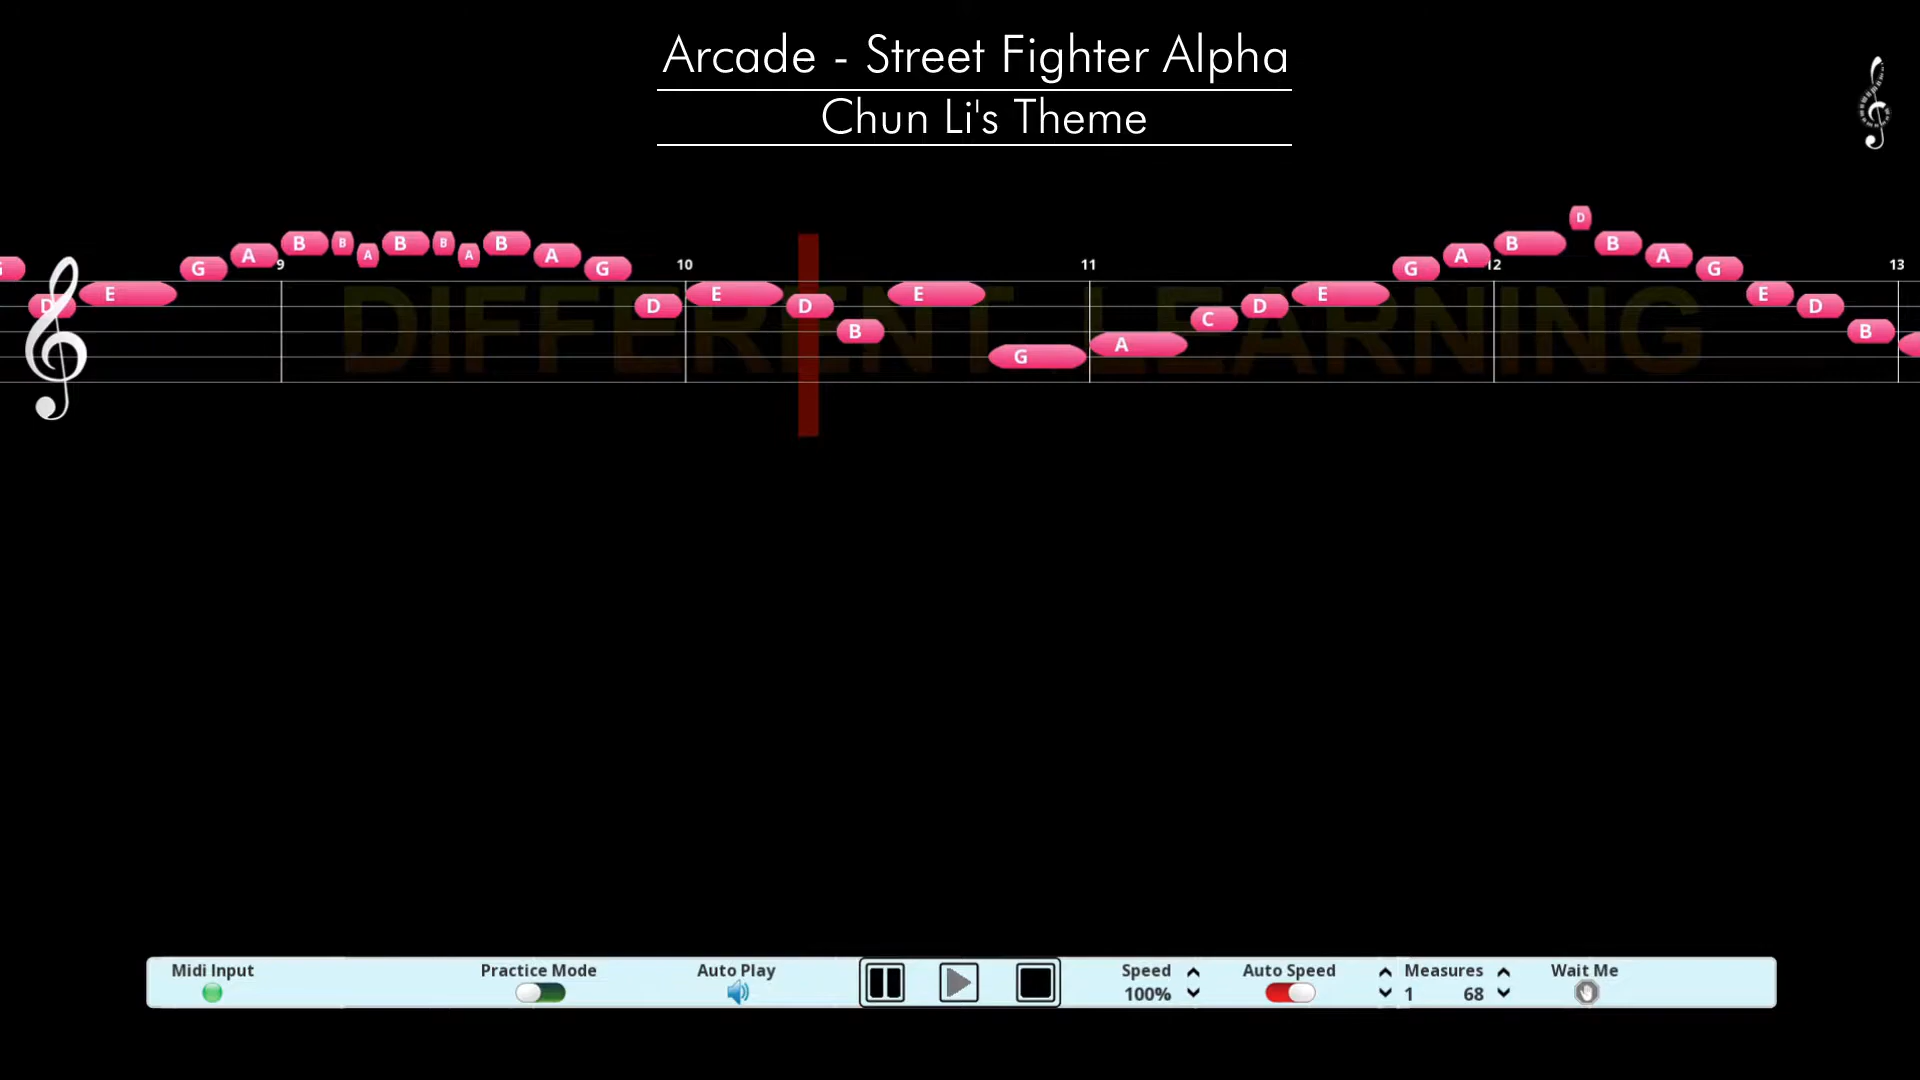 Arcade - Street Fighter Alpha
Chun Li's Theme
G D E G A B B A B B A B A G D E D B E G A C D E G A B D B A G E D B
9 10 11 12 13
DIFFERENT LEARNING
Midi Input Practice Mode Auto Play Speed Auto Speed Measures Wait Me
100% 1 68